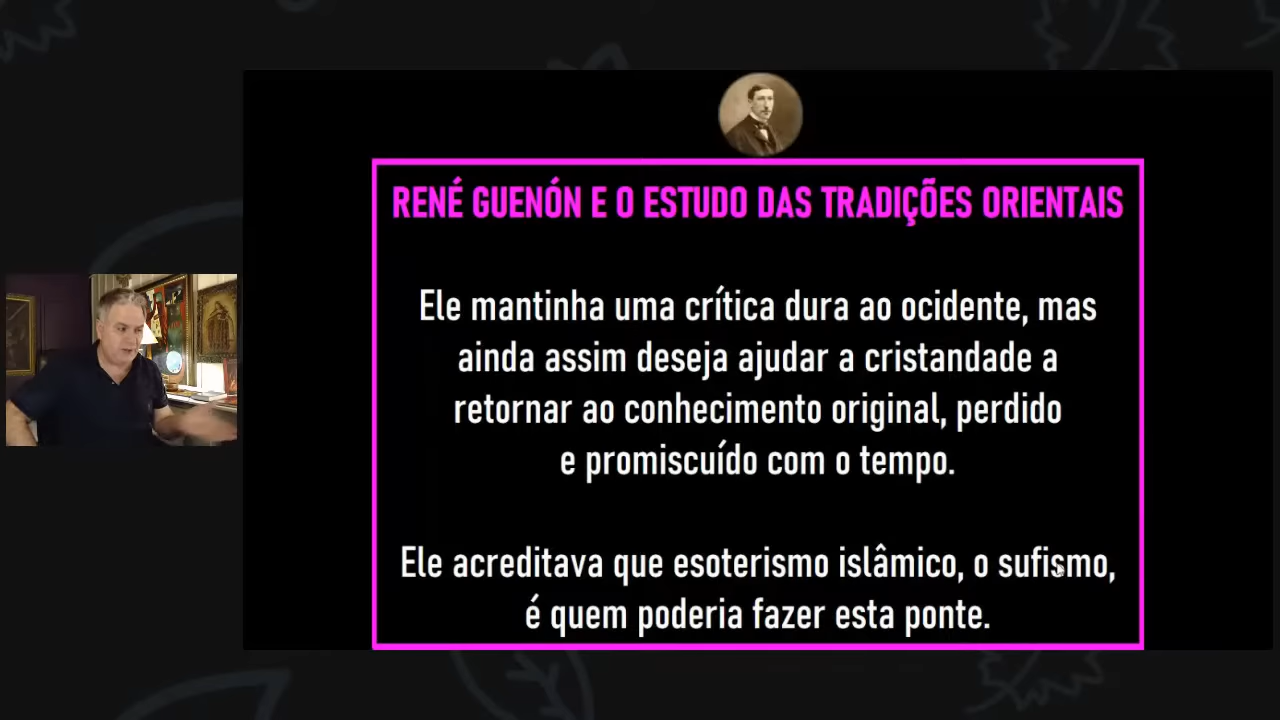 RENÉ GUENÓN E O ESTUDO DAS TRADIÇÕES ORIENTAIS
Ele mantinha uma crítica dura ao ocidente, mas
ainda assim deseja ajudar a cristandade a
retornar ao conhecimento original, perdido
e promiscuído com o tempo.
Ele acreditava que esoterismo islâmico, o sufismo,
é quem poderia fazer esta ponte.